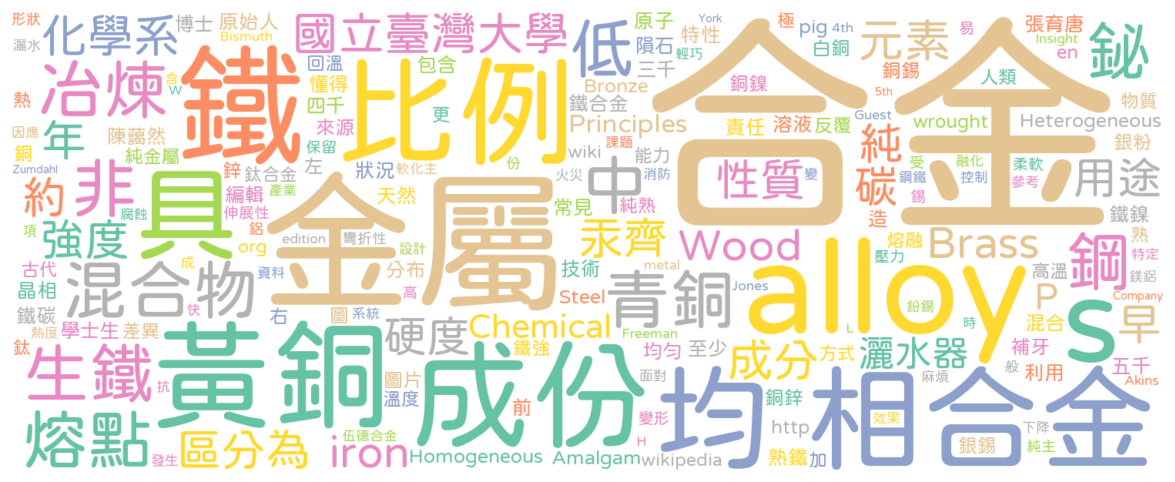 形狀
化學系
博士
原始人
國立臺灣大學
低
原子
特性
極
York
4th
pig
張育唐
易
Insight
en
鉍
灑水
Bismuth
回溫
隕石
輕巧
白銅
元素
冶煉
鐵
懂得
包含
比例
三千
銅鎳
銅錫
人類
合金
熱
含
W
四千
Bronze
5th
物質
因應
年
陳藹然
來源
更
鐵合金
Principles
責任
溶液
反覆
Guest
wrought
Heterogeneous
銅
純金屬
保留
課題
wiki
能力
純
受
融化
柔軟
銀粉
Zumdahl
非
鋅
鈦合金
左
狀況
軟化主
份
火災
消防
中
性質
變
碳
鋼鐵
控制
參考
用途
約
具
腐蝕
編輯
產業
天然
常見
純熟
錫
項
伸展性
金屬
造
鐵鎳
強度
鋁
org
edition
彎折性
設計
汞齊
Wood
熔融
Brass
鋼
熟
特定
古代
成
資料
分布
技術
metal
alloy
壓力
高溫
鎂鋁
晶相
混合物
快
右
高
Steel
青銅
Jones
鉛錫
P
Company
鐵碳
圖
系統
s
早
熱度
學士生
差異
硬度
Chemical
Freeman
L
時
混合
鈦
黃銅
鐵強
均勻
至少
成分
方式
灑水器
般
補牙
五千
生鐵
抗
圖片
溫度
成份
面對
麻煩
利用
Akins
前
變形
銅鋅
均相合金
效果
熔點
區分為
伍德合金
http
下降
發生
iron
Homogeneous
Amalgam
H
wikipedia
熟鐵
加
銀錫
純主